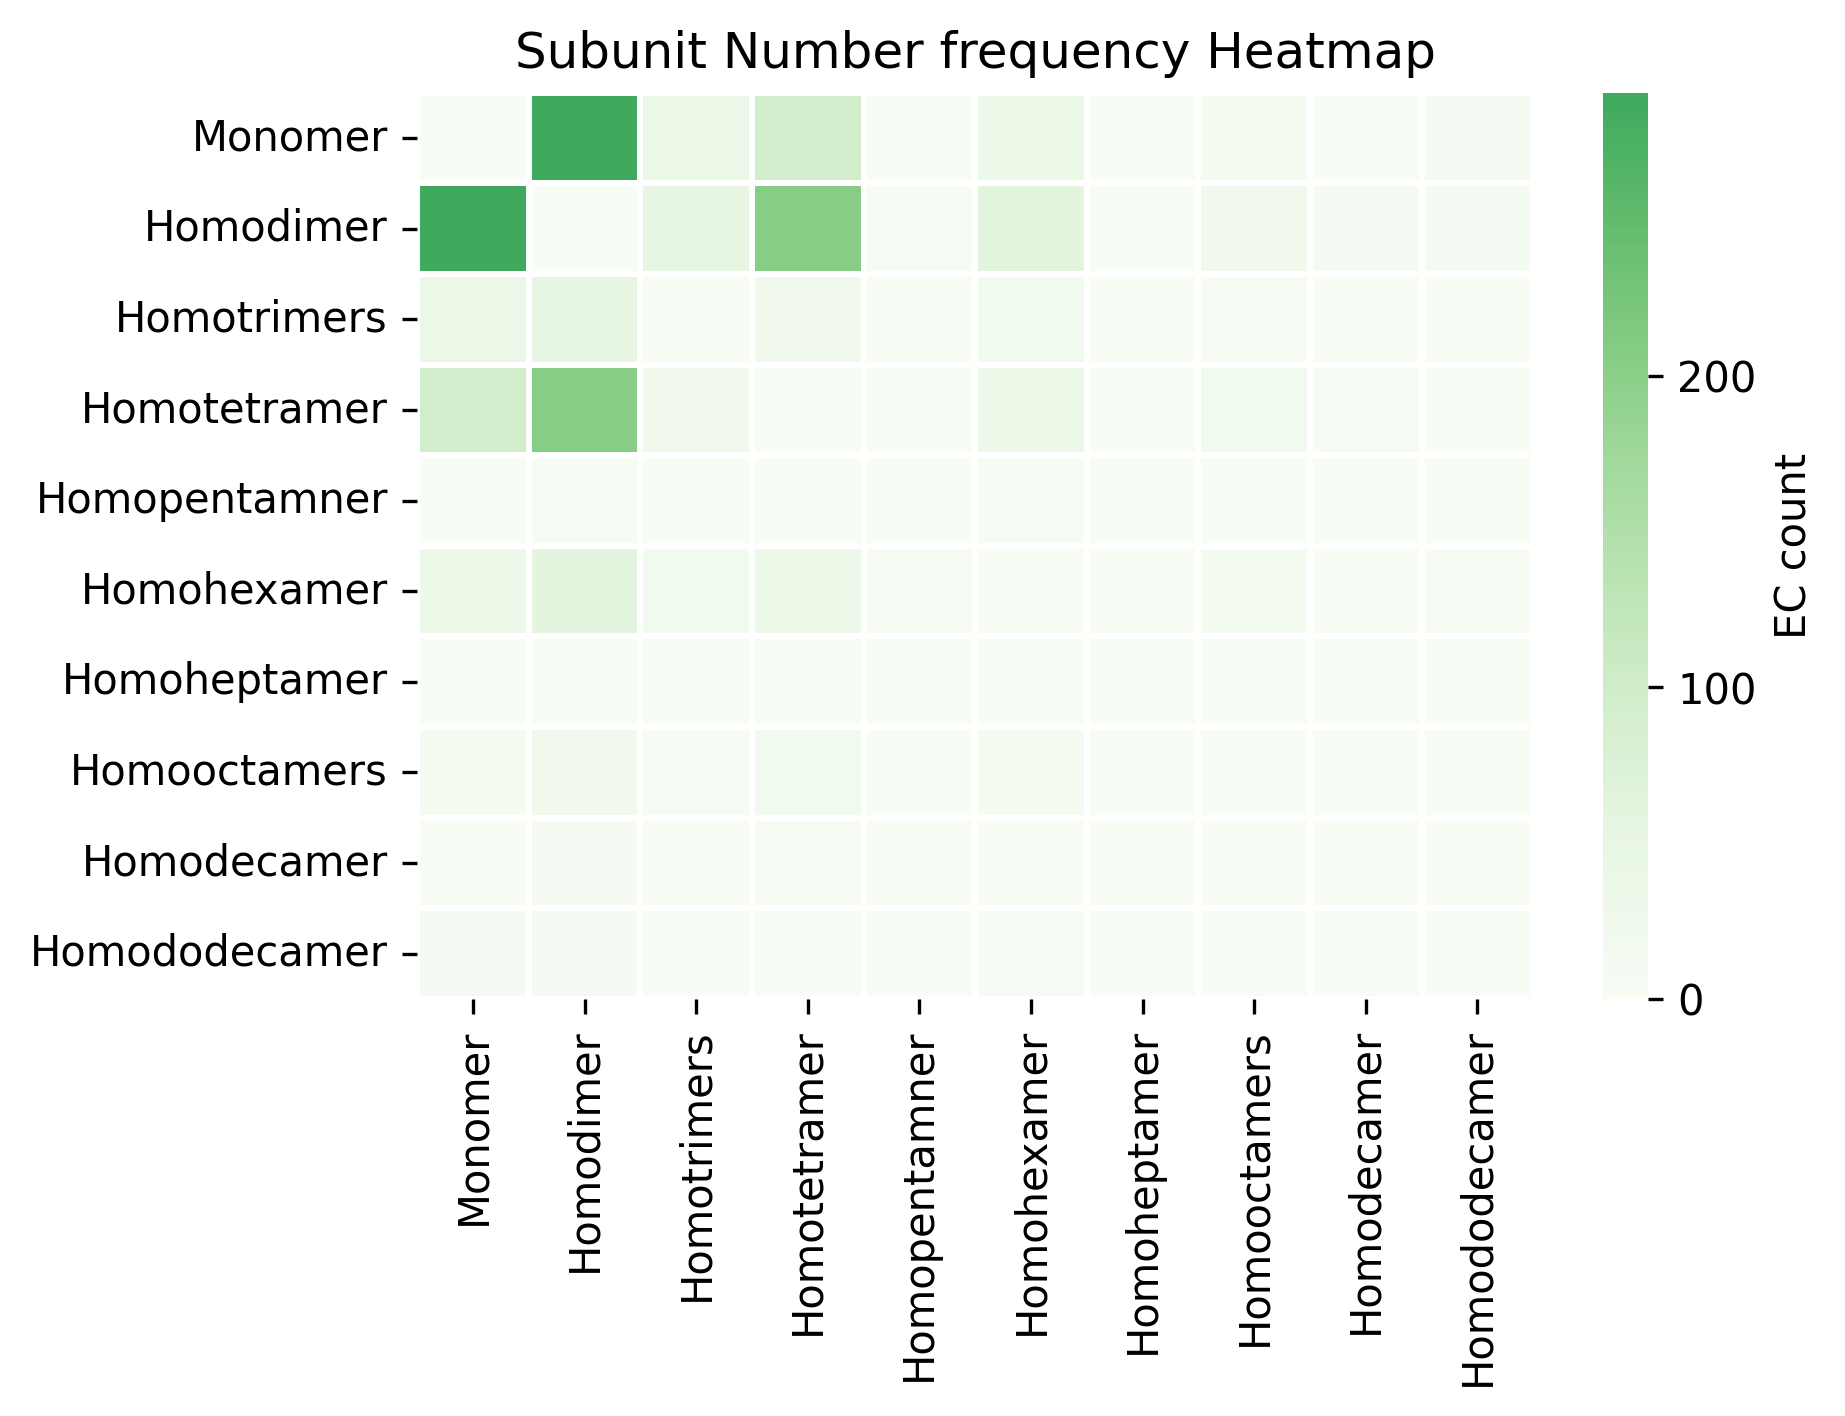 Subunit Number frequency Heatmap
Monomer
Homodimer
Homotrimers
Homotetramer
Homopentamner
Homohexamer
Homoheptamer
Homooctamers
Homodecamer
Homododecamer
Monomer
Homodimer
Homotrimers
Homotetramer
Homopentamner
Homohexamer
Homoheptamer
Homooctamers
Homodecamer
Homododecamer
200
100
0
EC count